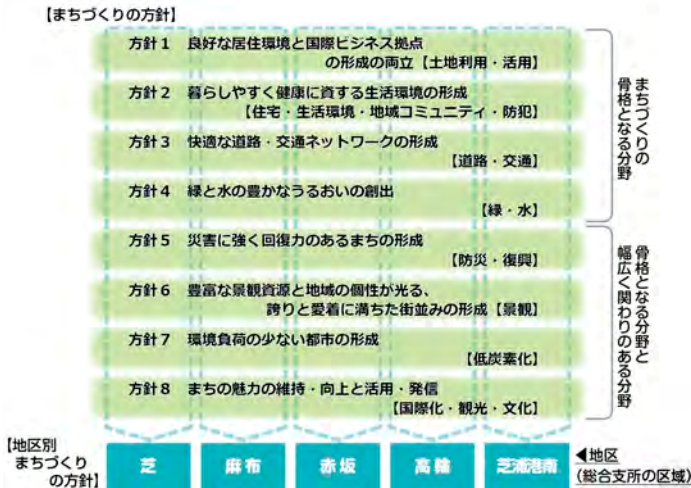 【まちづくりの方針】
方針1 良好な居住環境と国際ビジネス拠点
の形成の両立【土地利用・活用】
方針2 暮らしやすく健康に資する生活環境の形成
【住宅・生活環境・地域コミュニティ・防犯】
方針3 快適な道路・交通ネットワークの形成
【道路・交通】
方針4 緑と水の豊かなうるおいの創出
【緑・水】
まちづくりの
骨格となる分野
方針5 災害に強く回復力のあるまちの形成
【防災・復興】
方針6 豊富な景観資源と地域の個性が光る、
誇りと愛着に満ちた街並みの形成【景観】
方針7 環境負荷の少ない都市の形成
【低炭素化】
方針8 まちの魅力の維持・向上と活用・発信
【国際化・観光・文化】
骨格となる分野と
幅広く関わりのある分野
【地区別
まちづくり
の方針】
芝
麻布
赤坂
高輪
芝浦港南
◀地区
(総合支所の区域)